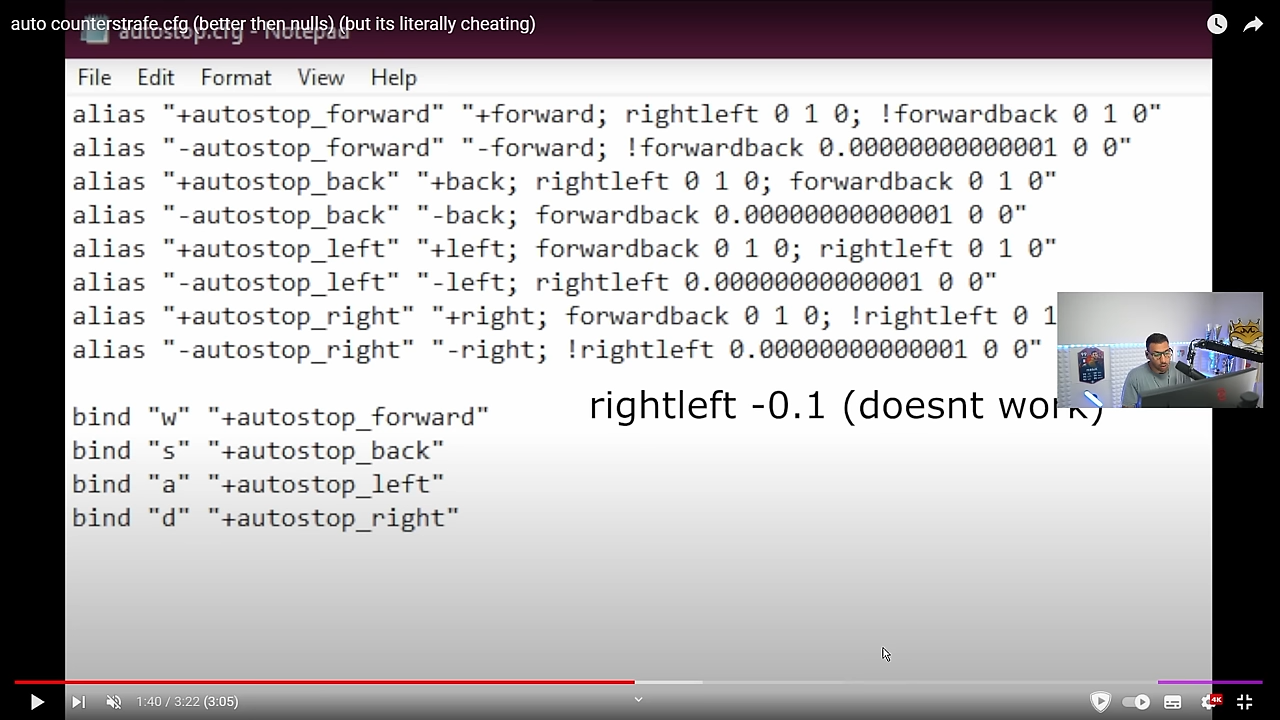 auto counterstrafe.cfg (better then nulls) (but its literally cheating)
autostop.cfg - Notepad
File Edit Format View Help
alias "+autostop_forward" "+forward; rightleft 0 1 0; !forwardback 0 1 0"
alias "-autostop_forward" "-forward; !forwardback 0.00000000000001 0 0"
alias "+autostop_back" "+back; rightleft 0 1 0; forwardback 0 1 0"
alias "-autostop_back" "-back; forwardback 0.00000000000001 0 0"
alias "+autostop_left" "+left; forwardback 0 1 0; rightleft 0 1 0"
alias "-autostop_left" "-left; rightleft 0.00000000000001 0 0"
alias "+autostop_right" "+right; forwardback 0 1 0; !rightleft 0 1
alias "-autostop_right" "-right; !rightleft 0.00000000000001 0 0"
rightleft -0.1 (doesnt work)
bind "w" "+autostop_forward"
bind "s" "+autostop_back"
bind "a" "+autostop_left"
bind "d" "+autostop_right"
1:40 / 3:22 (3:05)
4K